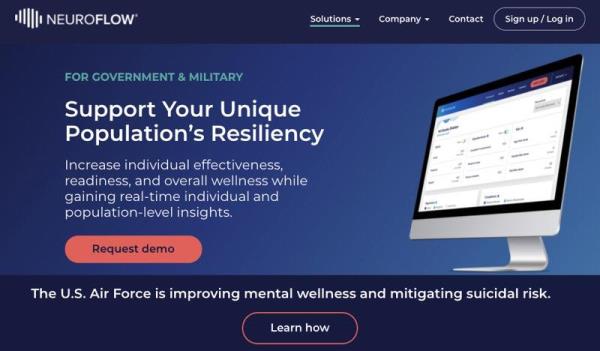 NEUROFLOW
Solutions
Company
Contact
Sign up / Log in
FOR GOVERNMENT & MILITARY
Support Your Unique
Population's Resiliency
Increase individual effectiveness,
readiness, and overall wellness while
gaining real-time individual and
population-level insights.
Request demo
The U.S. Air Force is improving mental wellness and mitigating suicidal risk.
Learn how